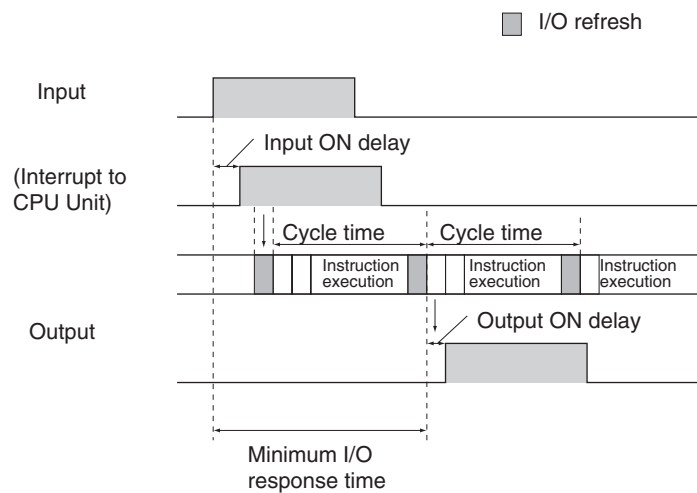 I/O refresh
Input
Input ON delay
(Interrupt to
CPU Unit)
Cycle time
Cycle time
Instruction
execution
Instruction
execution
Instruction
execution
Output
Output ON delay
Minimum I/O
response time